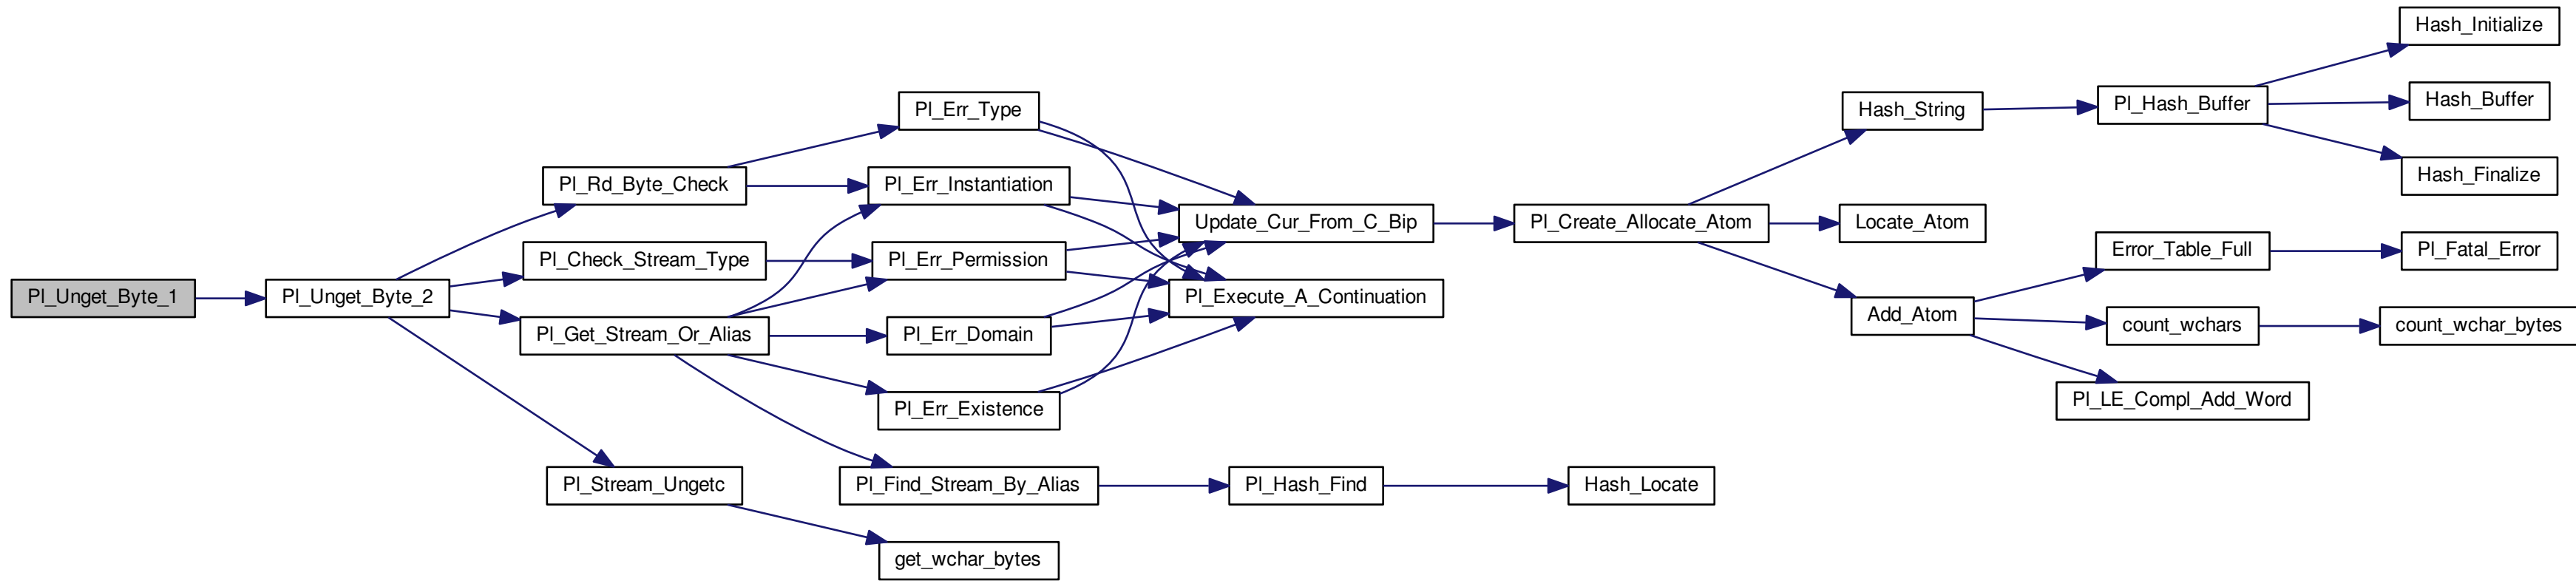 Pl_Unget_Byte_1
Pl_Unget_Byte_2
Pl_Rd_Byte_Check
Pl_Check_Stream_Type
Pl_Get_Stream_Or_Alias
Pl_Stream_Ungetc
Pl_Err_Type
Pl_Err_Instantiation
Pl_Err_Permission
Pl_Err_Domain
Pl_Err_Existence
Pl_Find_Stream_By_Alias
get_wchar_bytes
Update_Cur_From_C_Bip
Pl_Execute_A_Continuation
Pl_Hash_Find
Pl_Create_Allocate_Atom
Hash_Locate
Hash_String
Locate_Atom
Add_Atom
Pl_Hash_Buffer
Error_Table_Full
count_wchars
Pl_LE_Compl_Add_Word
Hash_Initialize
Hash_Buffer
Hash_Finalize
Pl_Fatal_Error
count_wchar_bytes